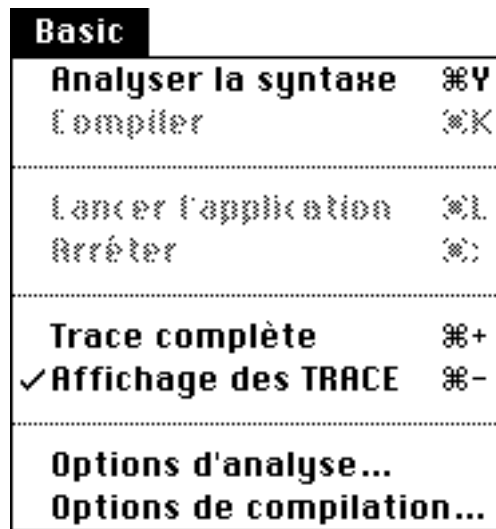 Basic
Analyser la syntaxe ⌘Y
Compiler ⌘K
Lancer l'application ⌘L
Arrêter ⌘:
Trace complète ⌘+
✓Affichage des TRACE ⌘-
Options d'analyse...
Options de compilation...